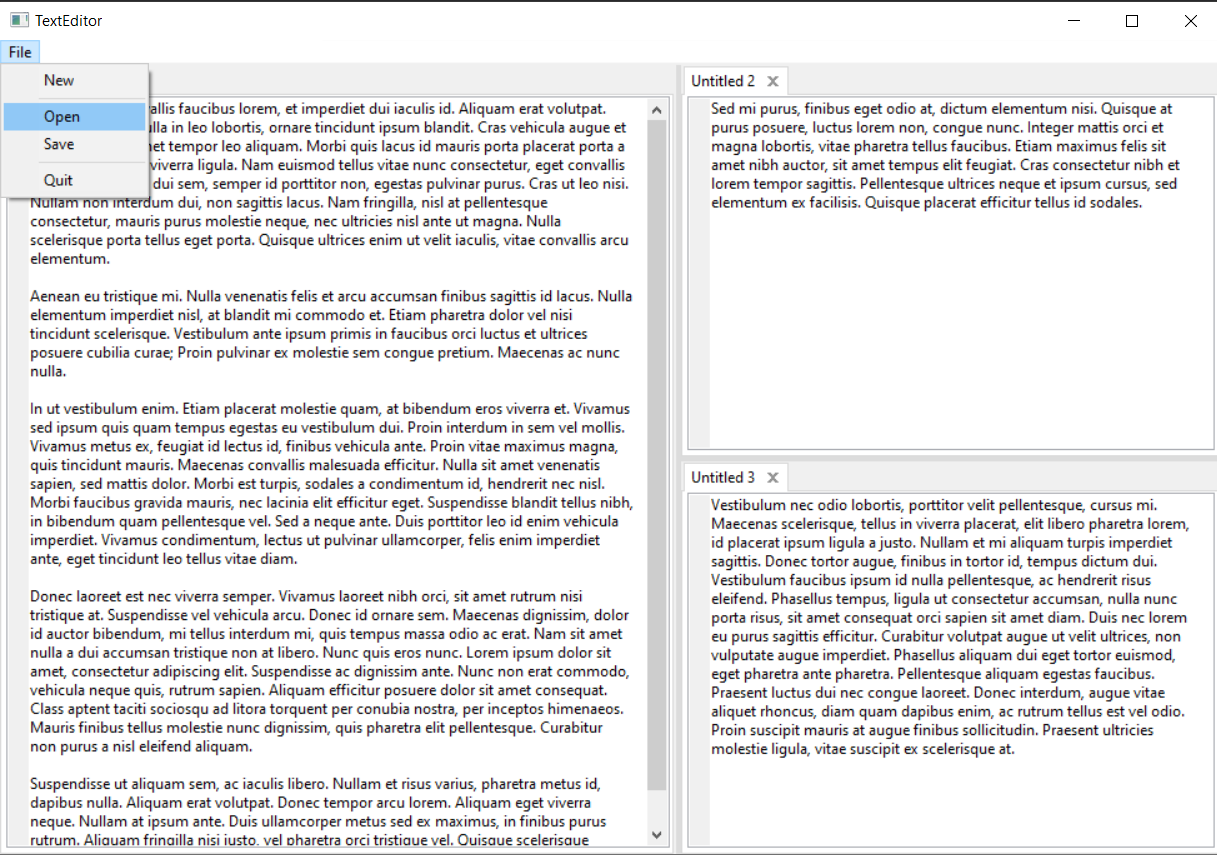 TextEditor
File
New
Open
Save
Quit
allis faucibus lorem, et imperdiet dui iaculis id. Aliquam erat volutpat.
lla in leo lobortis, ornare tincidunt ipsum blandit. Cras vehicula augue et
net tempor leo aliquam. Morbi quis lacus id mauris porta placerat porta a
viverra ligula. Nam euismod tellus vitae nunc consectetur, eget convallis
dui sem, semper id porttitor non, egestas pulvinar purus. Cras ut leo nisi.
Nullam non interdum dui, non sagittis lacus. Nam fringilla, nisl at pellentesque
consectetur, mauris purus molestie neque, nec ultricies nisl ante ut magna. Nulla
scelerisque porta tellus eget porta. Quisque ultrices enim ut velit iaculis, vitae convallis arcu
elementum.
Aenean eu tristique mi. Nulla venenatis felis et arcu accumsan finibus sagittis id lacus. Nulla
elementum imperdiet nisl, at blandit mi commodo et. Etiam pharetra dolor vel nisi
tincidunt scelerisque. Vestibulum ante ipsum primis in faucibus orci luctus et ultrices
posuere cubilia curae; Proin pulvinar ex molestie sem congue pretium. Maecenas ac nunc
nulla.
In ut vestibulum enim. Etiam placerat molestie quam, at bibendum eros viverra et. Vivamus
sed ipsum quis quam tempus egestas eu vestibulum dui. Proin interdum in sem vel mollis.
Vivamus metus ex, feugiat id lectus id, finibus vehicula ante. Proin vitae maximus magna,
quis tincidunt mauris. Maecenas convallis malesuada efficitur. Nulla sit amet venenatis
sapien, sed mattis dolor. Morbi est turpis, sodales a condimentum id, hendrerit nec nisl.
Morbi faucibus gravida mauris, nec lacinia elit efficitur eget. Suspendisse blandit tellus nibh,
in bibendum quam pellentesque vel. Sed a neque ante. Duis porttitor leo id enim vehicula
imperdiet. Vivamus condimentum, lectus ut pulvinar ullamcorper, felis enim imperdiet
ante, eget tincidunt leo tellus vitae diam.
Donec laoreet est nec viverra semper. Vivamus laoreet nibh orci, sit amet rutrum nisi
tristique at. Suspendisse vel vehicula arcu. Donec id ornare sem. Maecenas dignissim, dolor
id auctor bibendum, mi tellus interdum mi, quis tempus massa odio ac erat. Nam sit amet
nulla a dui accumsan tristique non at libero. Nunc quis eros nunc. Lorem ipsum dolor sit
amet, consectetur adipiscing elit. Suspendisse ac dignissim ante. Nunc non erat commodo,
vehicula neque quis, rutrum sapien. Aliquam efficitur posuere dolor sit amet consequat.
Class aptent taciti sociosqu ad litora torquent per conubia nostra, per inceptos himenaeos.
Mauris finibus tellus molestie nunc dignissim, quis pharetra elit pellentesque. Curabitur
non purus a nisl eleifend aliquam.
Suspendisse ut aliquam sem, ac iaculis libero. Nullam et risus varius, pharetra metus id,
dapibus nulla. Aliquam erat volutpat. Donec tempor arcu lorem. Aliquam eget viverra
neque. Nullam at ipsum ante. Duis ullamcorper metus sed ex maximus, in finibus purus
rutrum. Aliquam fringilla nisi justo, vel pharetra orci tristique vel. Quisque scelerisque
Untitled 2
Sed mi purus, finibus eget odio at, dictum elementum nisi. Quisque at
purus posuere, luctus lorem non, congue nunc. Integer mattis orci et
magna lobortis, vitae pharetra tellus faucibus. Etiam maximus felis sit
amet nibh auctor, sit amet tempus elit feugiat. Cras consectetur nibh et
lorem tempor sagittis. Pellentesque ultrices neque et ipsum cursus, sed
elementum ex facilisis. Quisque placerat efficitur tellus id sodales.
Untitled 3
Vestibulum nec odio lobortis, porttitor velit pellentesque, cursus mi.
Maecenas scelerisque, tellus in viverra placerat, elit libero pharetra lorem,
id placerat ipsum ligula a justo. Nullam et mi aliquam turpis imperdiet
sagittis. Donec tortor augue, finibus in tortor id, tempus dictum dui.
Vestibulum faucibus ipsum id nulla pellentesque, ac hendrerit risus
eleifend. Phasellus tempus, ligula ut consectetur accumsan, nulla nunc
porta risus, sit amet consequat orci sapien sit amet diam. Duis nec lorem
eu purus sagittis efficitur. Curabitur volutpat augue ut velit ultrices, non
vulputate augue imperdiet. Phasellus aliquam dui eget tortor euismod,
eget pharetra ante pharetra. Pellentesque aliquam egestas faucibus.
Praesent luctus dui nec congue laoreet. Donec interdum, augue vitae
aliquet rhoncus, diam quam dapibus enim, ac rutrum tellus est vel odio.
Proin suscipit mauris at augue finibus sollicitudin. Praesent ultricies
molestie ligula, vitae suscipit ex scelerisque at.